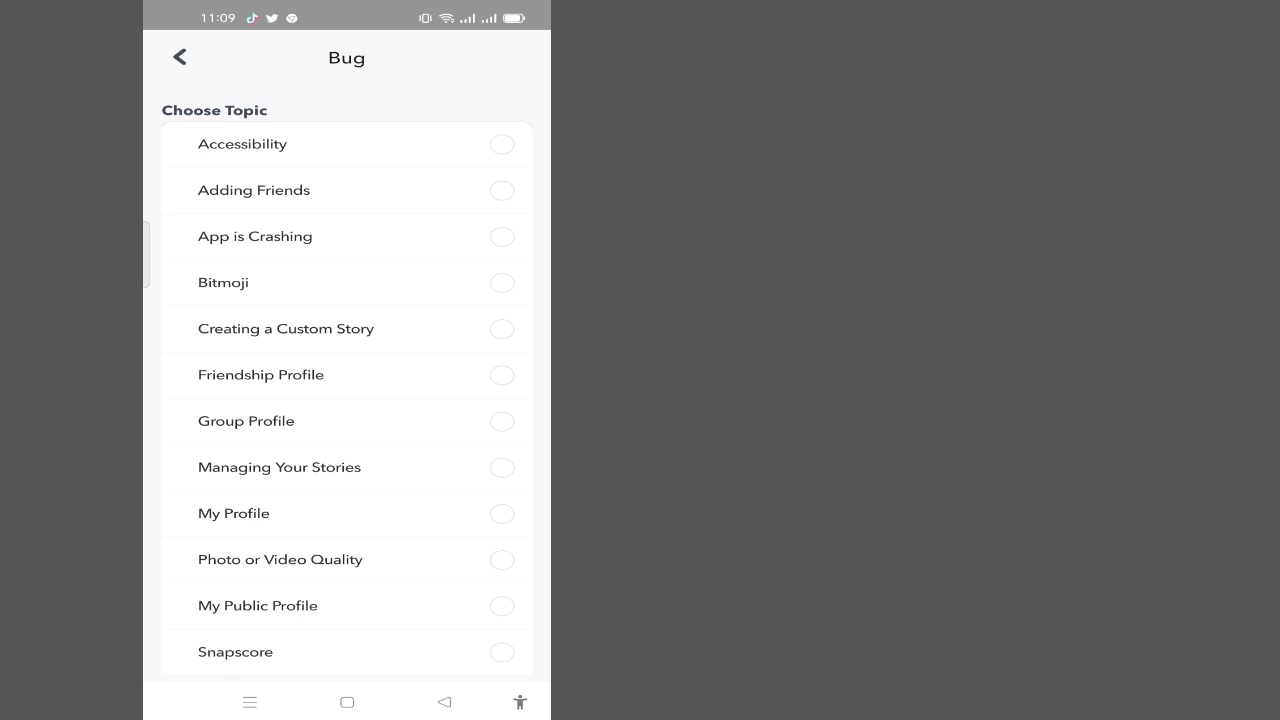 11:09
Bug
Choose Topic
Accessibility
Adding Friends
App is Crashing
Bitmoji
Creating a Custom Story
Friendship Profile
Group Profile
Managing Your Stories
My Profile
Photo or Video Quality
My Public Profile
Snapscore